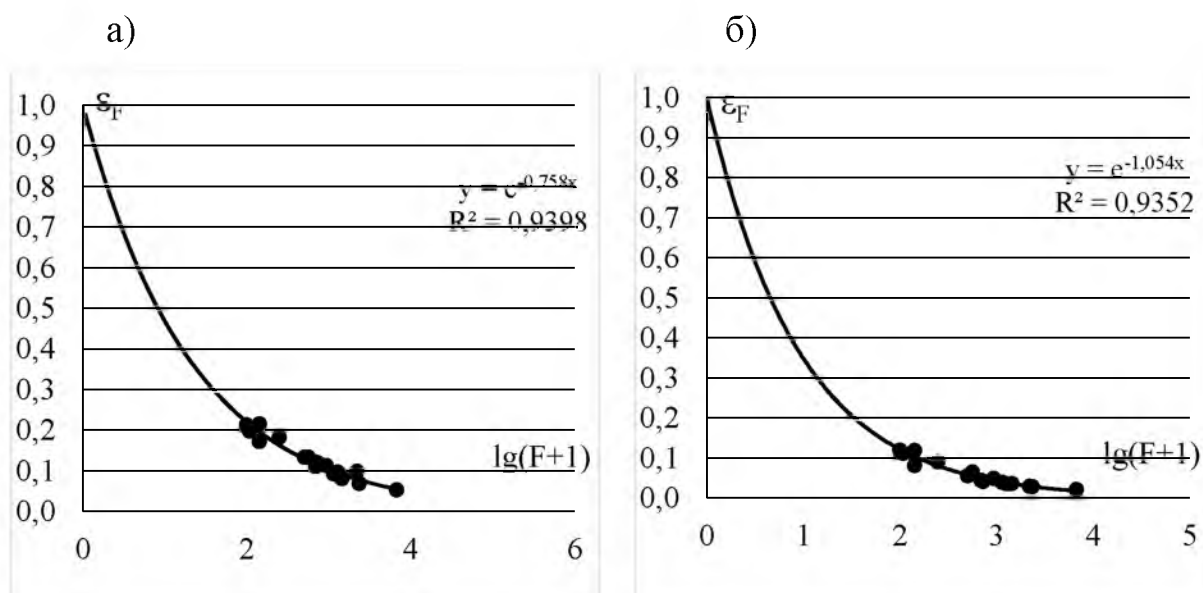 а)
б)
1,0
0,9
0,8
0,7
0,6
0,5
0,4
0,3
0,2
0,1
0,0
ε_F
y = e^-0,758x
R² = 0,9398
lg(F+1)
0 2 4 6
1,0
0,9
0,8
0,7
0,6
0,5
0,4
0,3
0,2
0,1
0,0
ε_F
y = e^-1,054x
R² = 0,9352
lg(F+1)
0 1 2 3 4 5